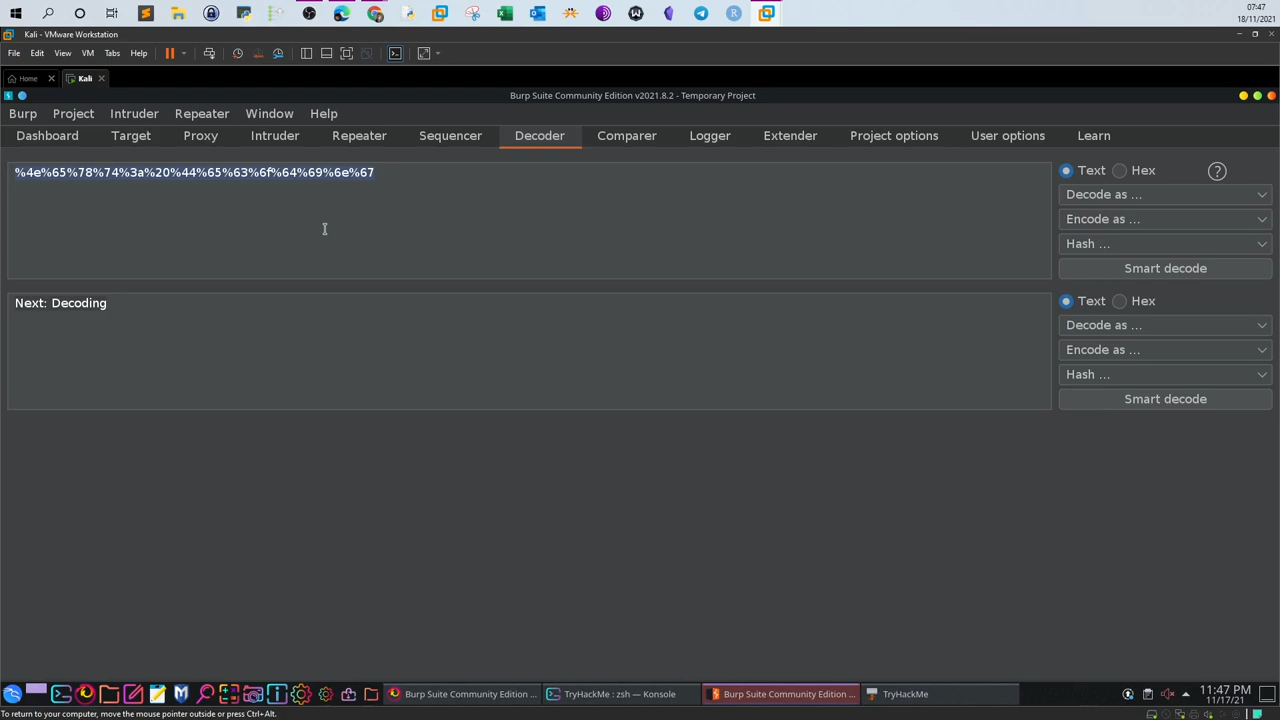 07:47
18/11/2021
Kali - VMware Workstation
File Edit View VM Tabs Help
Home Kali
Burp Suite Community Edition v2021.8.2 - Temporary Project
Burp Project Intruder Repeater Window Help
Dashboard Target Proxy Intruder Repeater Sequencer Decoder Comparer Logger Extender Project options User options Learn
%4e%65%78%74%3a%20%44%65%63%6f%64%69%6e%67
Text Hex ?
Decode as ...
Encode as ...
Hash ...
Smart decode
Next: Decoding
Text Hex
Decode as ...
Encode as ...
Hash ...
Smart decode
Burp Suite Community Edition ... TryHackMe : zsh — Konsole Burp Suite Community Edition ... TryHackMe
11:47 PM
11/17/21
To return to your computer, move the mouse pointer outside or press Ctrl+Alt.